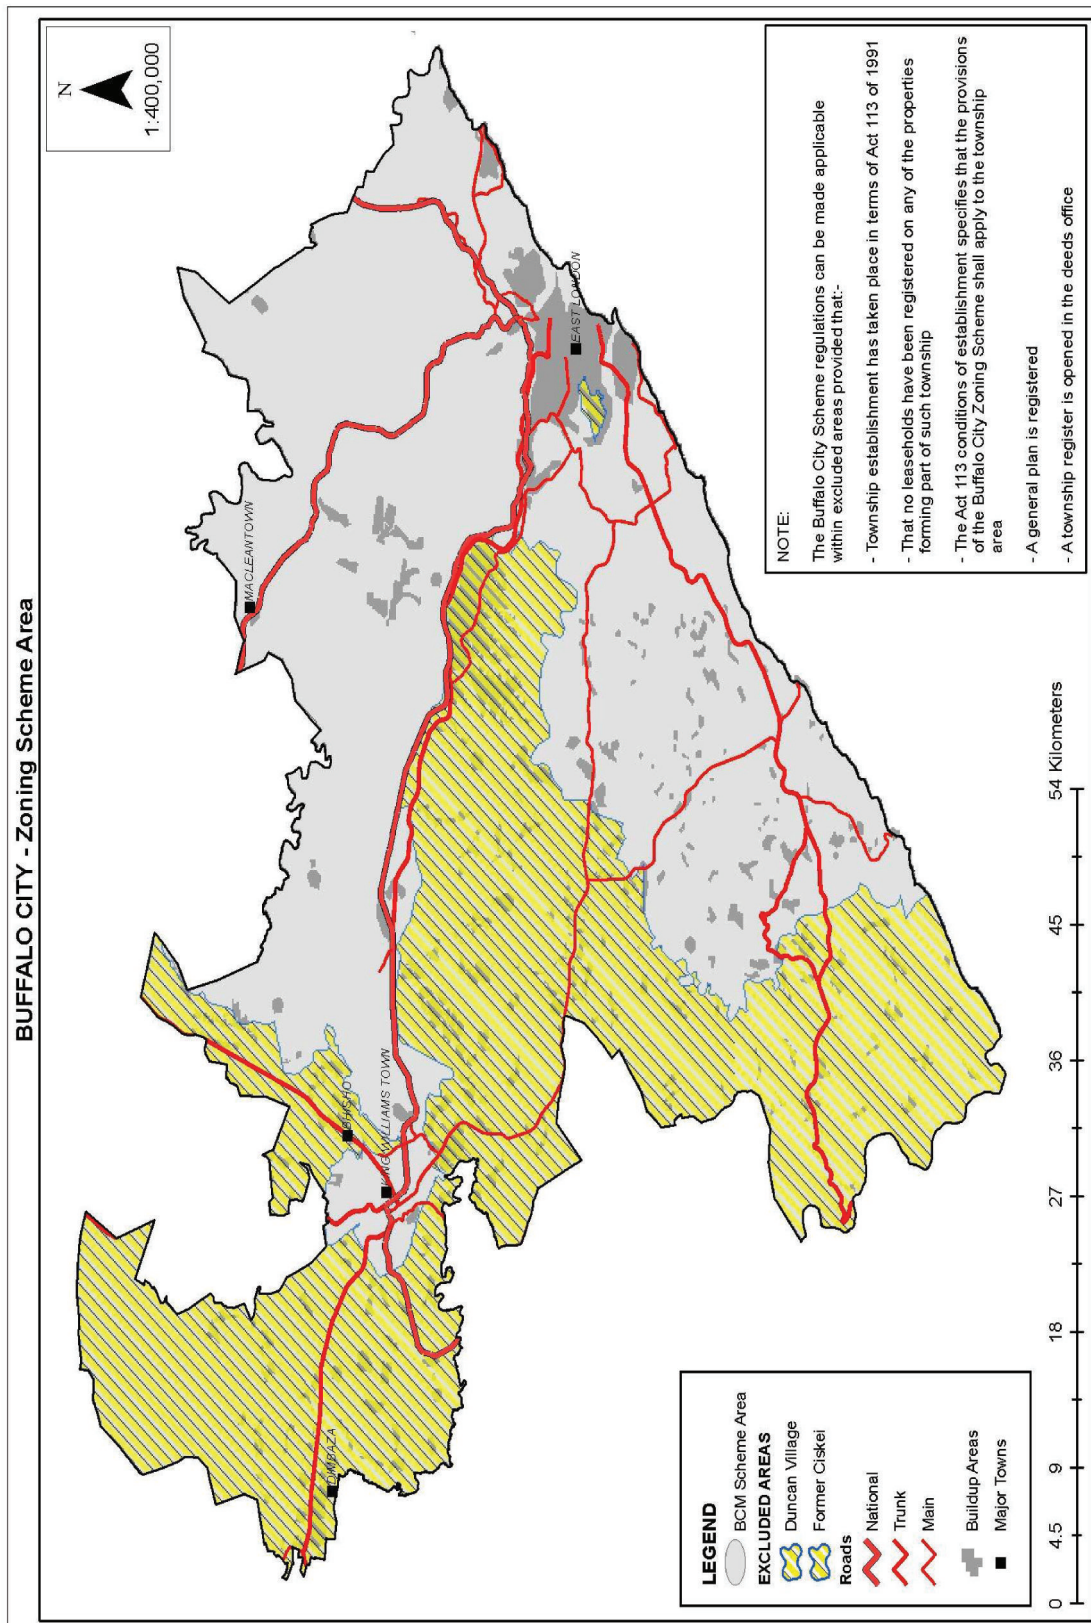 BUFFALO CITY - Zoning Scheme Area
N
1:400,000
MACLEANTOWN
EAST LONDON
BHISHO
KING WILLIAMS TOWN
DIMBAZA
LEGEND
BCM Scheme Area
EXCLUDED AREAS
Duncan Village
Former Ciskei
Roads
National
Trunk
Main
Buildup Areas
Major Towns
0 4.5 9 18 27 36 45 54 Kilometers
NOTE:
The Buffalo City Scheme regulations can be made applicable
within excluded areas provided that:-
- Township establishment has taken place in terms of Act 113 of 1991
- That no leaseholds have been registered on any of the properties
forming part of such township
- The Act 113 conditions of establishment specifies that the provisions
of the Buffalo City Zoning Scheme shall apply to the township
area
- A general plan is registered
- A township register is opened in the deeds office